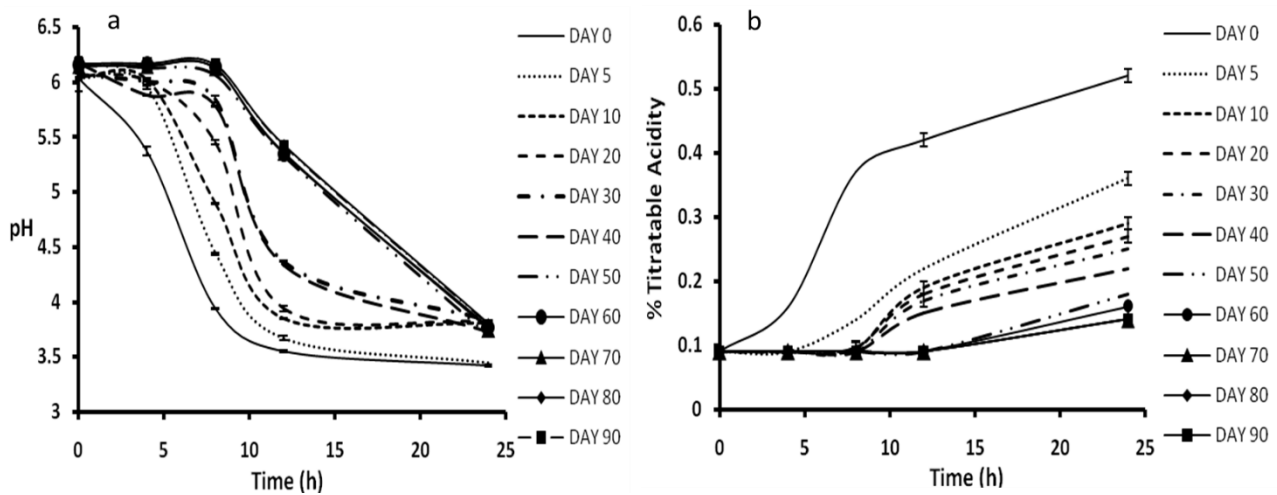 a
6.5
6
5.5
5
4.5
4
3.5
3
pH
0 5 10 15 20 25
Time (h)
DAY 0
DAY 5
DAY 10
DAY 20
DAY 30
DAY 40
DAY 50
DAY 60
DAY 70
DAY 80
DAY 90
b
0.6
0.5
0.4
0.3
0.2
0.1
0
% Titratable Acidity
0 5 10 15 20 25
Time (h)
DAY 0
DAY 5
DAY 10
DAY 20
DAY 30
DAY 40
DAY 50
DAY 60
DAY 70
DAY 80
DAY 90